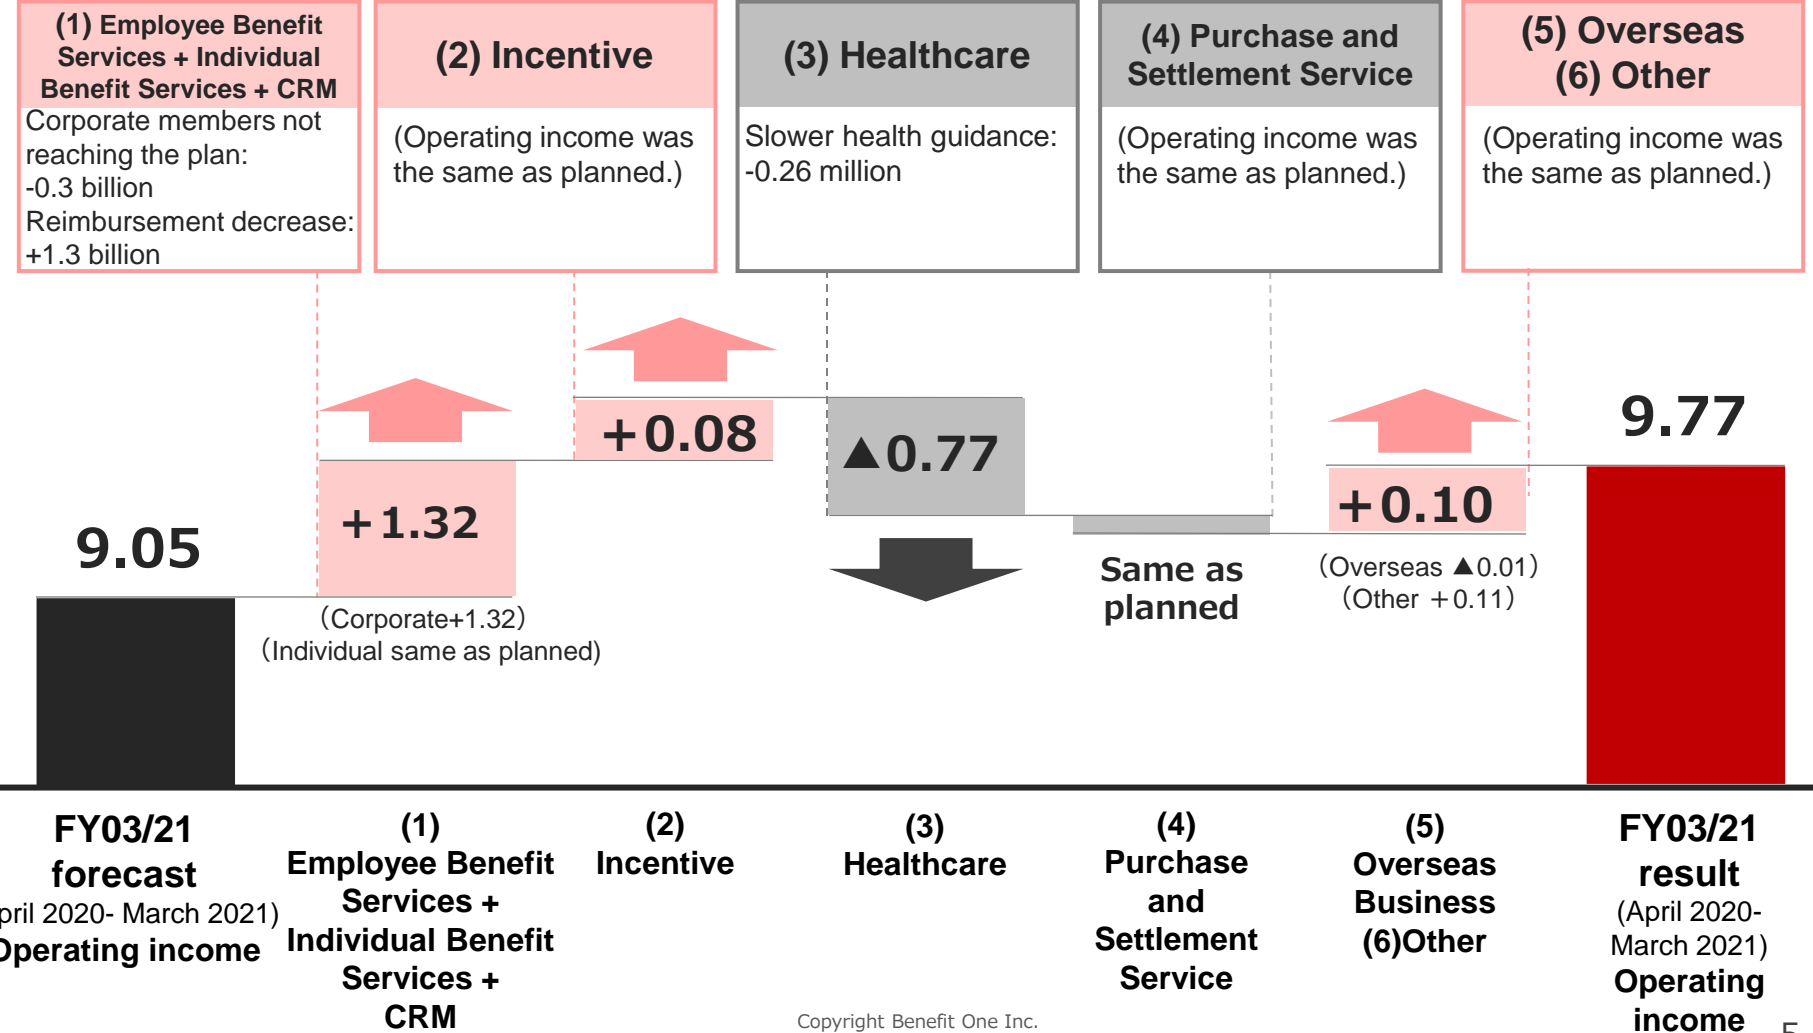 (1) Employee Benefit
Services + Individual
Benefit Services + CRM
Corporate members not
reaching the plan:
-0.3 billion
Reimbursement decrease:
+1.3 billion
(2) Incentive
(Operating income was
the same as planned.)
(3) Healthcare
Slower health guidance:
-0.26 million
(4) Purchase and
Settlement Service
(Operating income was
the same as planned.)
(5) Overseas
(6) Other
(Operating income was
the same as planned.)
9.05
+1.32
（Corporate+1.32）
（Individual same as planned）
+0.08
▲0.77
Same as
planned
+0.10
（Overseas ▲0.01）
（Other ＋0.11）
9.77
FY03/21
forecast
pril 2020- March 2021)
Operating income
(1)
Employee Benefit
Services +
Individual Benefit
Services +
CRM
(2)
Incentive
(3)
Healthcare
(4)
Purchase
and
Settlement
Service
(5)
Overseas
Business
(6)Other
FY03/21
result
(April 2020-
March 2021)
Operating
income
Copyright Benefit One Inc.